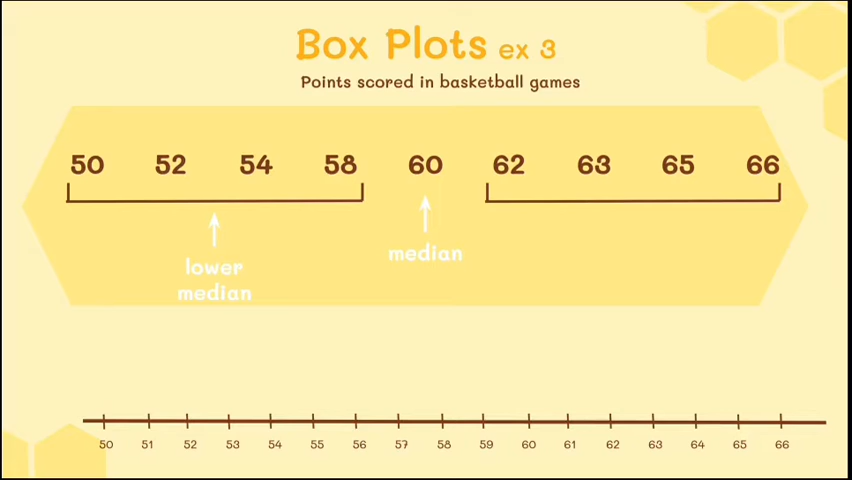 Box Plots ex 3
Points scored in basketball games
50 52 54 58 60 62 63 65 66
median
lower
median
50 51 52 53 54 55 56 57 58 59 60 61 62 63 64 65 66